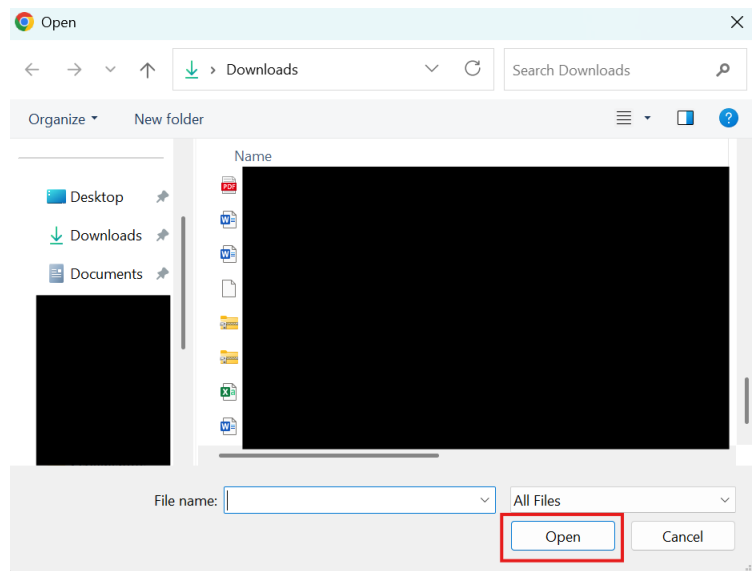 Open
Downloads
Search Downloads
Organize
New folder
Name
Desktop
Downloads
Documents
PDF
File name:
All Files
Open
Cancel